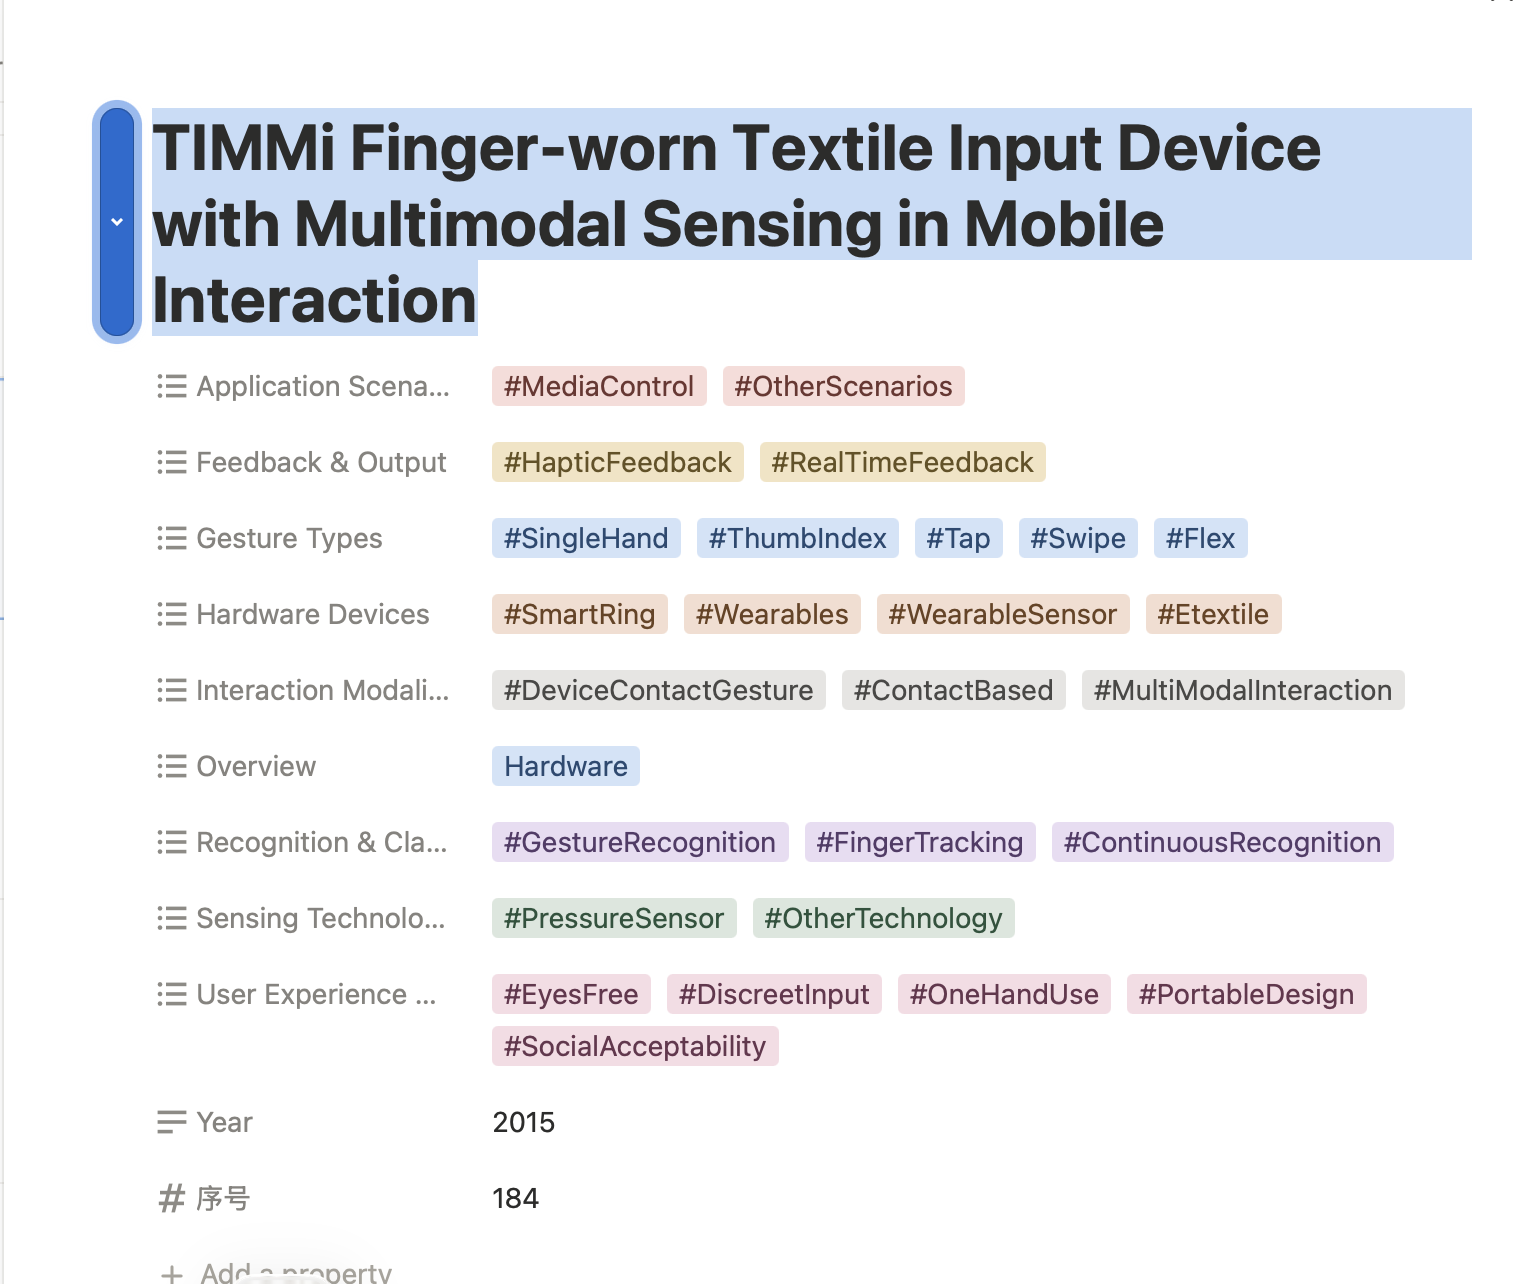 TIMMi Finger-worn Textile Input Device
with Multimodal Sensing in Mobile
Interaction
Application Scena... #MediaControl #OtherScenarios
Feedback & Output #HapticFeedback #RealTimeFeedback
Gesture Types #SingleHand #ThumbIndex #Tap #Swipe #Flex
Hardware Devices #SmartRing #Wearables #WearableSensor #Etextile
Interaction Modali... #DeviceContactGesture #ContactBased #MultiModalInteraction
Overview Hardware
Recognition & Cla... #GestureRecognition #FingerTracking #ContinuousRecognition
Sensing Technolo... #PressureSensor #OtherTechnology
User Experience ... #EyesFree #DiscreetInput #OneHandUse #PortableDesign
#SocialAcceptability
Year 2015
序号 184
Add a property